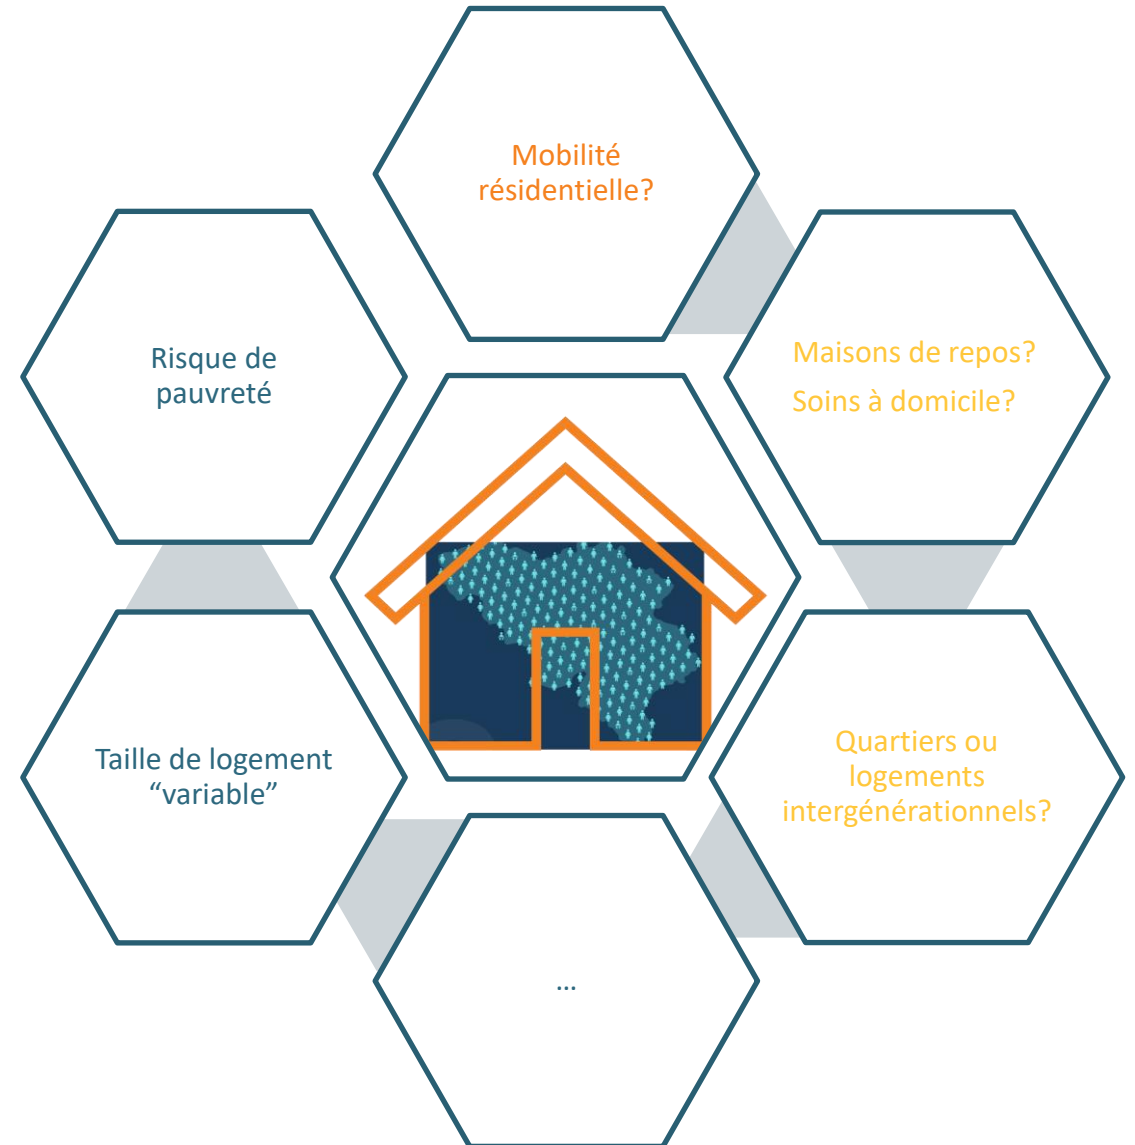 Mobilité
résidentielle?
Maisons de repos?
Soins à domicile?
Quartiers ou
logements
intergénérationnels?
...
Taille de logement
“variable”
Risque de
pauvreté